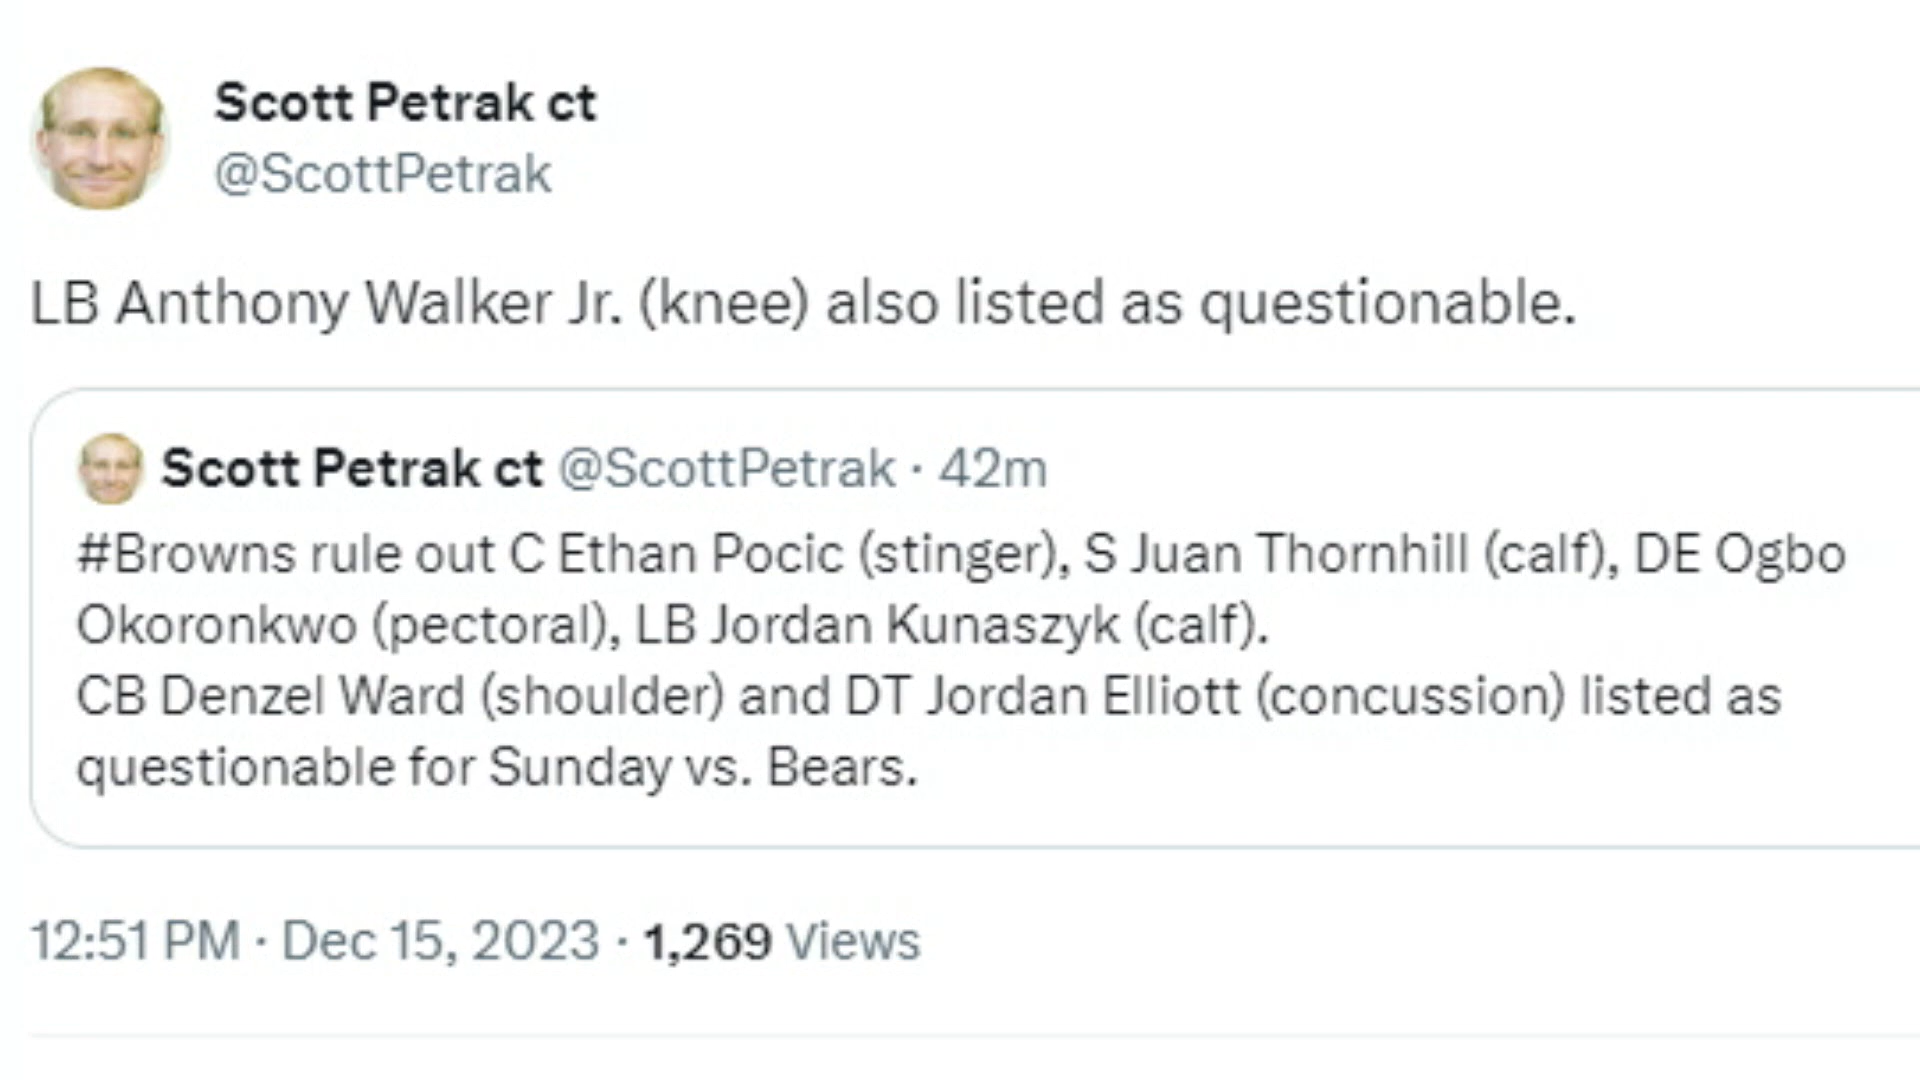 Scott Petrak ct
@ScottPetrak
LB Anthony Walker Jr. (knee) also listed as questionable.
Scott Petrak ct @ScottPetrak · 42m
#Browns rule out C Ethan Pocic (stinger), S Juan Thornhill (calf), DE Ogbo
Okoronkwo (pectoral), LB Jordan Kunaszyk (calf).
CB Denzel Ward (shoulder) and DT Jordan Elliott (concussion) listed as
questionable for Sunday vs. Bears.
12:51 PM · Dec 15, 2023 · 1,269 Views